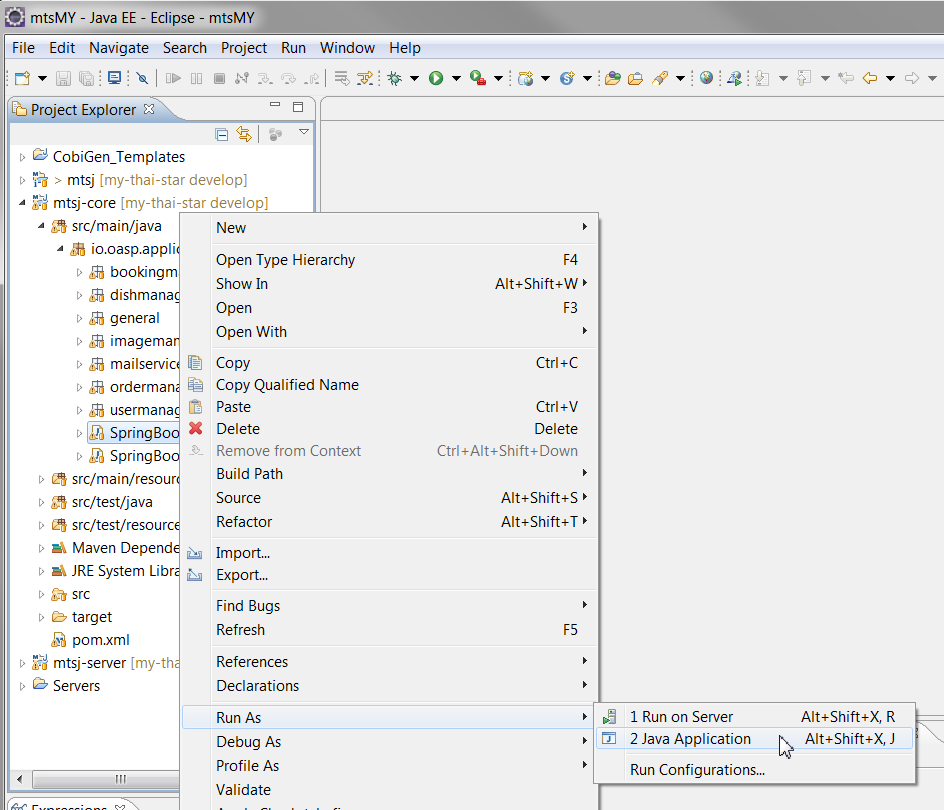 mtsMY - Java EE - Eclipse - mtsMY
File Edit Navigate Search Project Run Window Help
Project Explorer
CobiGen_Templates
> mtsj [my-thai-star develop]
mtsj-core [my-thai-star develop]
src/main/java
io.oasp.applic
bookingma
dishmanag
general
imageman
mailservice
ordermana
usermanag
SpringBoo
SpringBoo
src/main/resourc
src/test/java
src/test/resource
Maven Depende
JRE System Libra
src
target
pom.xml
mtsj-server [my-tha
Servers
New
Open Type Hierarchy F4
Show In Alt+Shift+W
Open F3
Open With
Copy Ctrl+C
Copy Qualified Name
Paste Ctrl+V
Delete Delete
Remove from Context Ctrl+Alt+Shift+Down
Build Path
Source Alt+Shift+S
Refactor Alt+Shift+T
Import...
Export...
Find Bugs
Refresh F5
References
Declarations
Run As
Debug As
Profile As
Validate
1 Run on Server Alt+Shift+X, R
2 Java Application Alt+Shift+X, J
Run Configurations...
Expressions